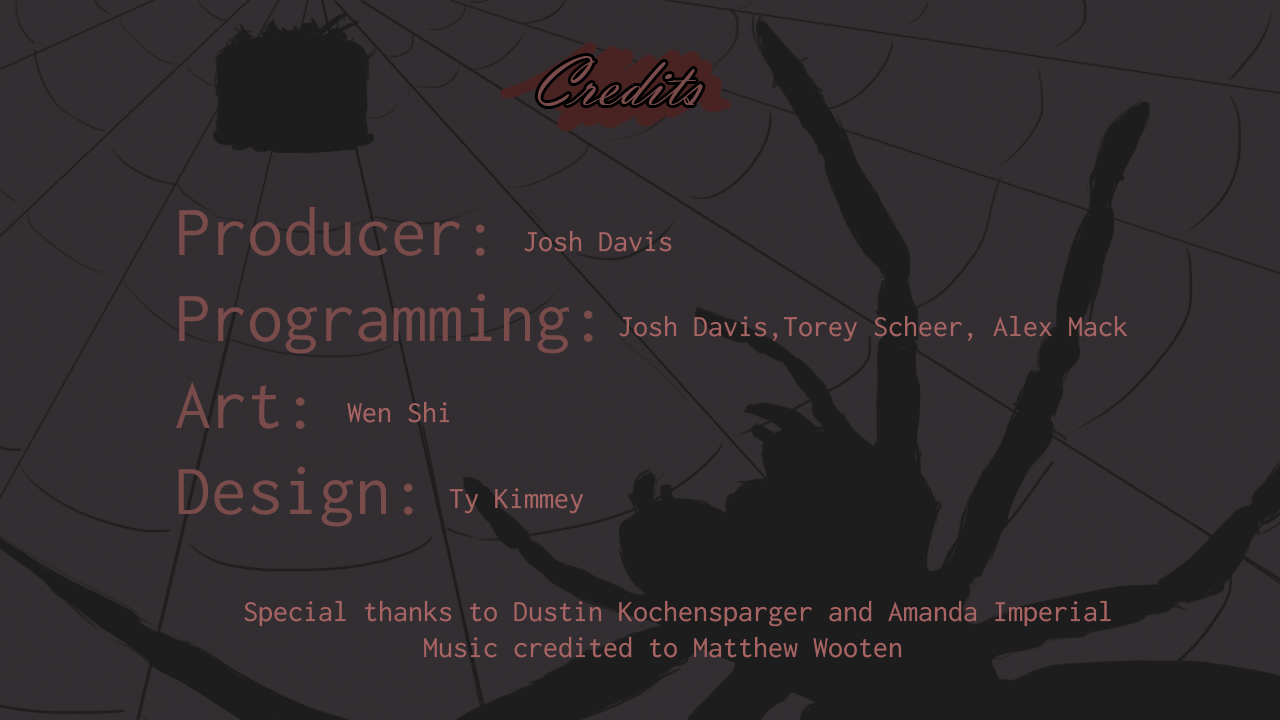 Credits
Producer: Josh Davis
Programming: Josh Davis,Torey Scheer, Alex Mack
Art: Wen Shi
Design: Ty Kimmey
Special thanks to Dustin Kochensparger and Amanda Imperial
Music credited to Matthew Wooten